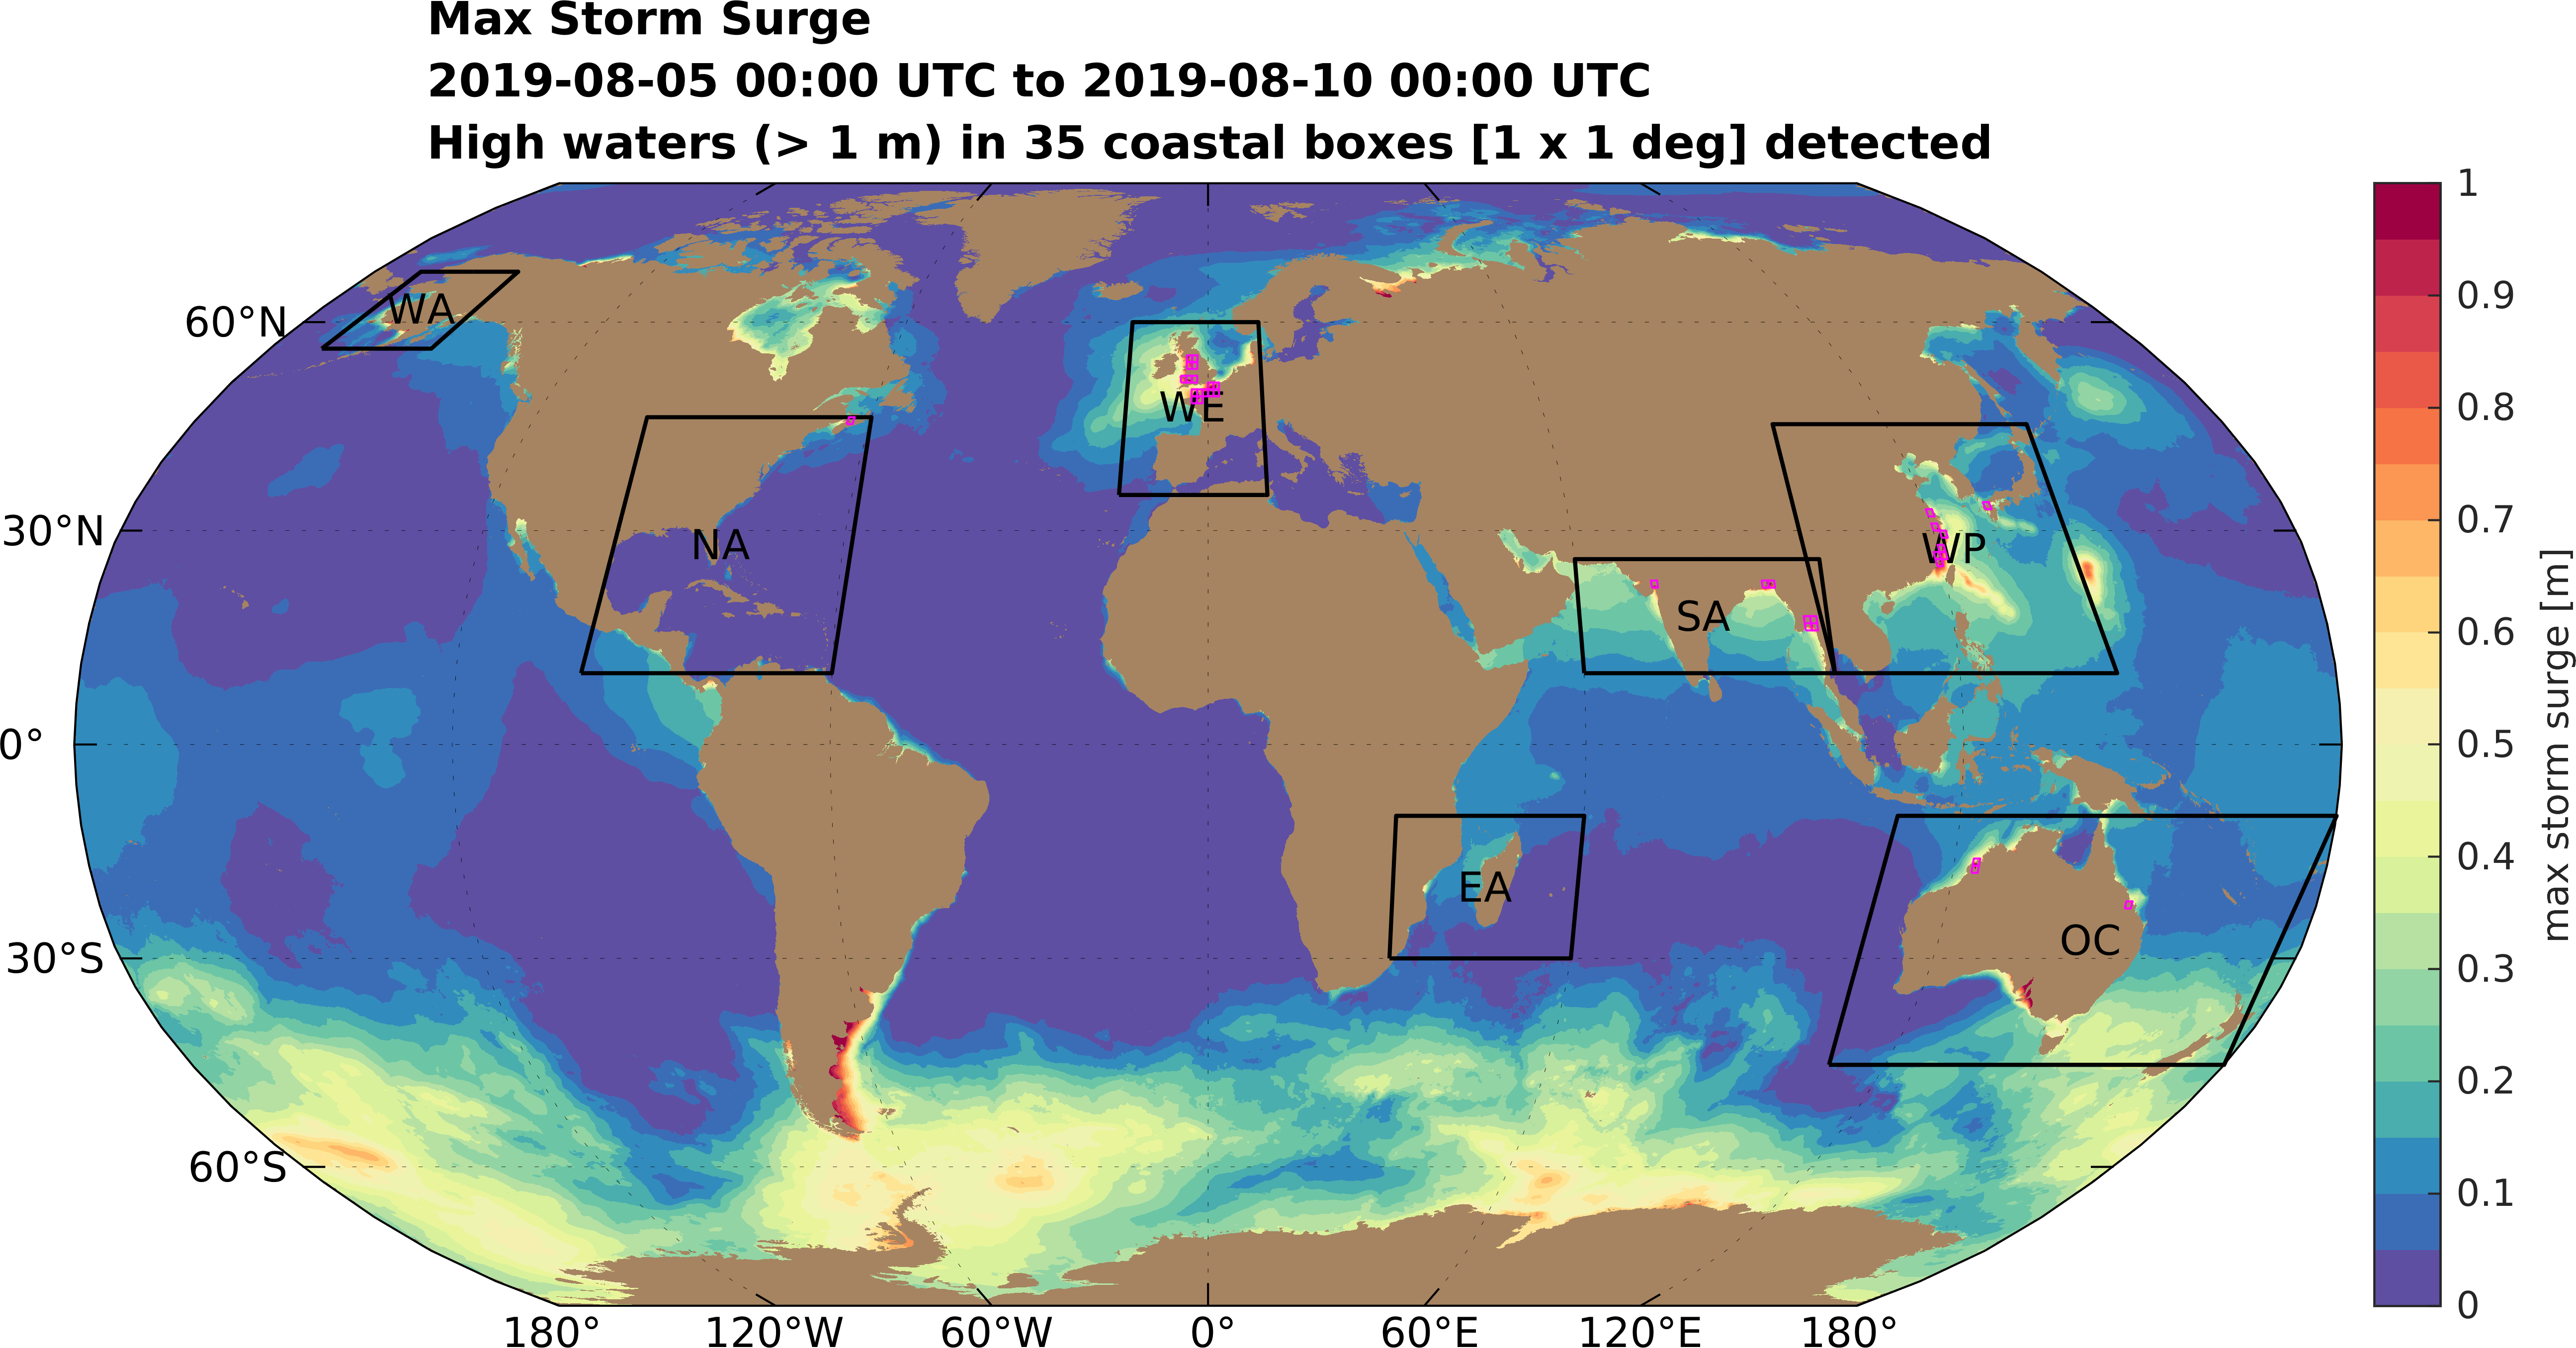 Max Storm Surge
2019-08-05 00:00 UTC to 2019-08-10 00:00 UTC
High waters (> 1 m) in 35 coastal boxes [1 x 1 deg] detected
60°N
30°N
0°
30°S
60°S
WA
NA
WE
SA
WP
EA
OC
180°
120°W
60°W
0°
60°E
120°E
180°
1
0.9
0.8
0.7
0.6
0.5
0.4
0.3
0.2
0.1
0
max storm surge [m]